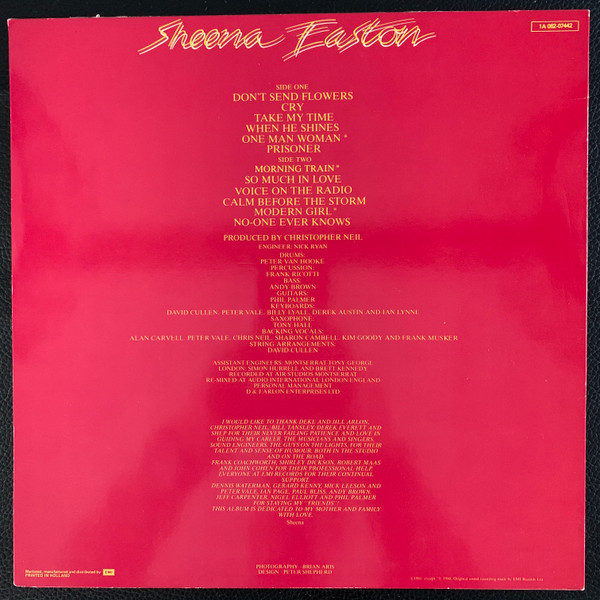 Sheena Easton
1A 062-07442
SIDE ONE
DON'T SEND FLOWERS
CRY
TAKE MY TIME
WHEN HE SHINES
ONE MAN WOMAN *
PRISONER
SIDE TWO
MORNING TRAIN *
SO MUCH IN LOVE
VOICE ON THE RADIO
CALM BEFORE THE STORM
MODERN GIRL *
NO-ONE EVER KNOWS
PRODUCED BY CHRISTOPHER NEIL
ENGINEER: NICK RYAN
DRUMS:
PETER VAN HOOKE
PERCUSSION:
FRANK RICOTTI
BASS:
ANDY BROWN
GUITARS:
PHIL PALMER
KEYBOARDS:
DAVID CULLEN, PETER VALE, BILLY LYALL, DEREK AUSTIN AND IAN LYNNE
SAXOPHONE:
TONY HALL
BACKING VOCALS:
ALAN CARVELL, PETER VALE, CHRIS NEIL, SHARON CAMBELL, KIM GOODY AND FRANK MUSKER
STRING ARRANGEMENTS:
DAVID CULLEN
ASSISTANT ENGINEERS: MONTSERRAT TONY GEORGE
LONDON: SIMON HURRELL AND BRETT KENNEDY
RECORDED AT AIR STUDIOS MONTSERRAT
RE-MIXED AT AUDIO INTERNATIONAL LONDON ENGLAND
PERSONAL MANAGEMENT
D & J ARLON ENTERPRISES LTD
I WOULD LIKE TO THANK DEKE AND JILL ARLON,
CHRISTOPHER NEIL, BILL TANSLEY, DEREK EVERETT AND
SHEP FOR THEIR NEVER FAILING PATIENCE AND LOVE IN
GUIDING MY CAREER. THE MUSICIANS AND SINGERS,
SOUND ENGINEERS, THE GUYS ON THE LIGHTS, FOR THEIR
TALENT AND SENSE OF HUMOUR, BOTH IN THE STUDIO
AND ON THE ROAD.
FRANK COACHWORTH, SHIRLEY DICKSON, ROBERT MAAS
AND JOHN COHEN FOR THEIR PROFESSIONAL HELP.
EVERYONE AT EMI RECORDS FOR THEIR CONTINUAL
SUPPORT.
DENNIS WATERMAN, GERARD KENNY, MICK LEESON AND
PETER VALE, IAN PAGE, PAUL BLISS, ANDY BROWN,
JEFF CARPENTER, NIGEL ELLIOTT AND PHIL PALMER
FOR STAYING MY "FRIENDS".
THIS ALBUM IS DEDICATED TO MY MOTHER AND FAMILY
WITH LOVE.
Sheena
PHOTOGRAPHY - BRIAN ARIS
DESIGN - PETER SHEPHERD
Marketed, manufactured and distributed by EMI
PRINTED IN HOLLAND